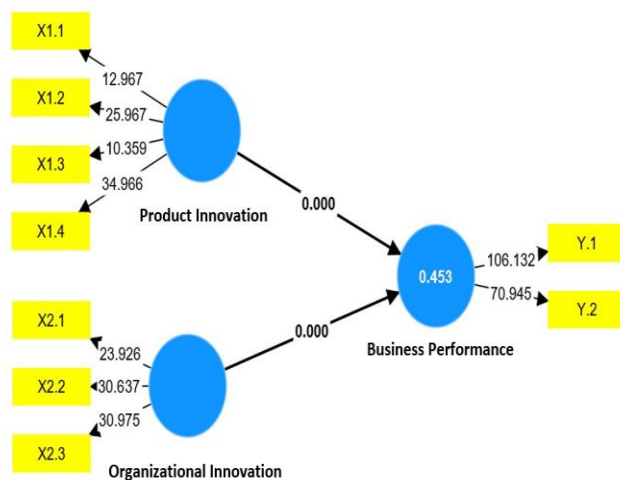 X1.1
12.967
X1.2
25.967
X1.3
10.359
34.966
X1.4
Product Innovation
0.000
Y.1
106.132
0.453
70.945
Y.2
0.000
Business Performance
X2.1
23.926
X2.2
30.637
30.975
X2.3
Organizational Innovation